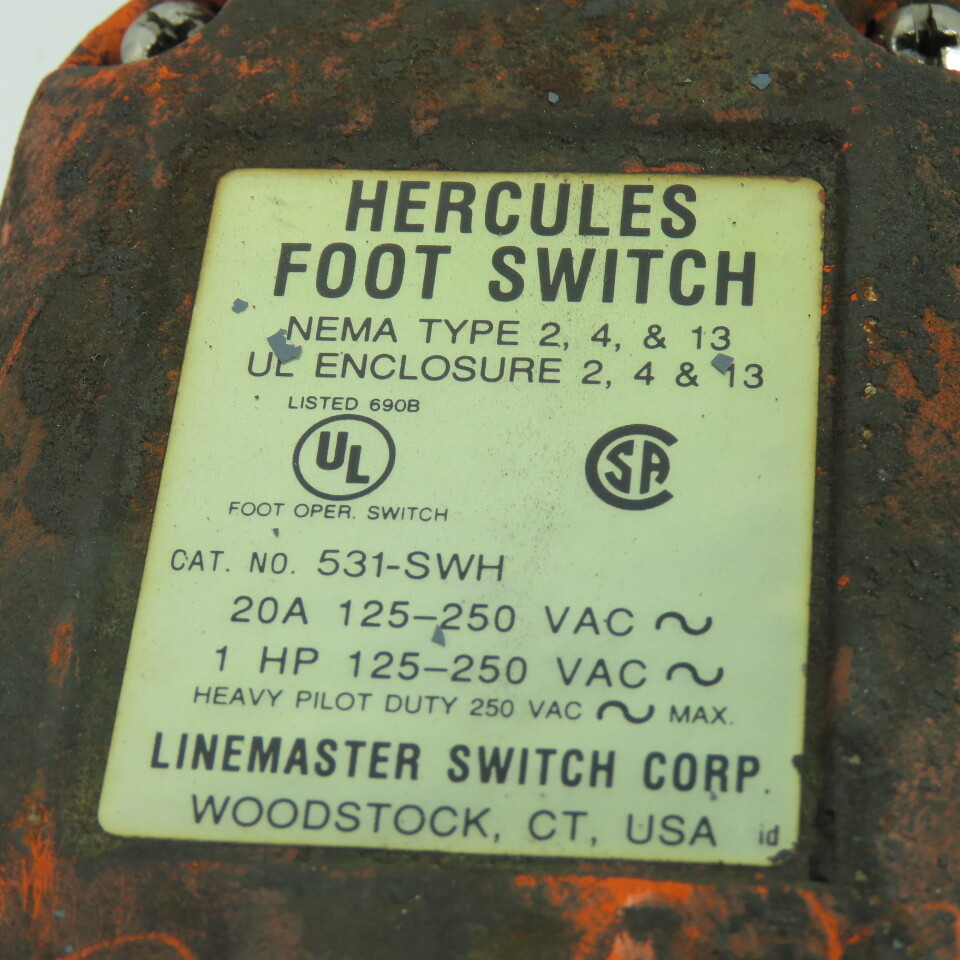 HERCULES
FOOT SWITCH
NEMA TYPE 2, 4, & 13
UL ENCLOSURE 2, 4 & 13
LISTED 690B
UL
SA
FOOT OPER. SWITCH
CAT. NO. 531-SWH
20A 125–250 VAC ~
1 HP 125–250 VAC ~
HEAVY PILOT DUTY 250 VAC ~ MAX.
LINEMASTER SWITCH CORP.
WOODSTOCK, CT, USA id